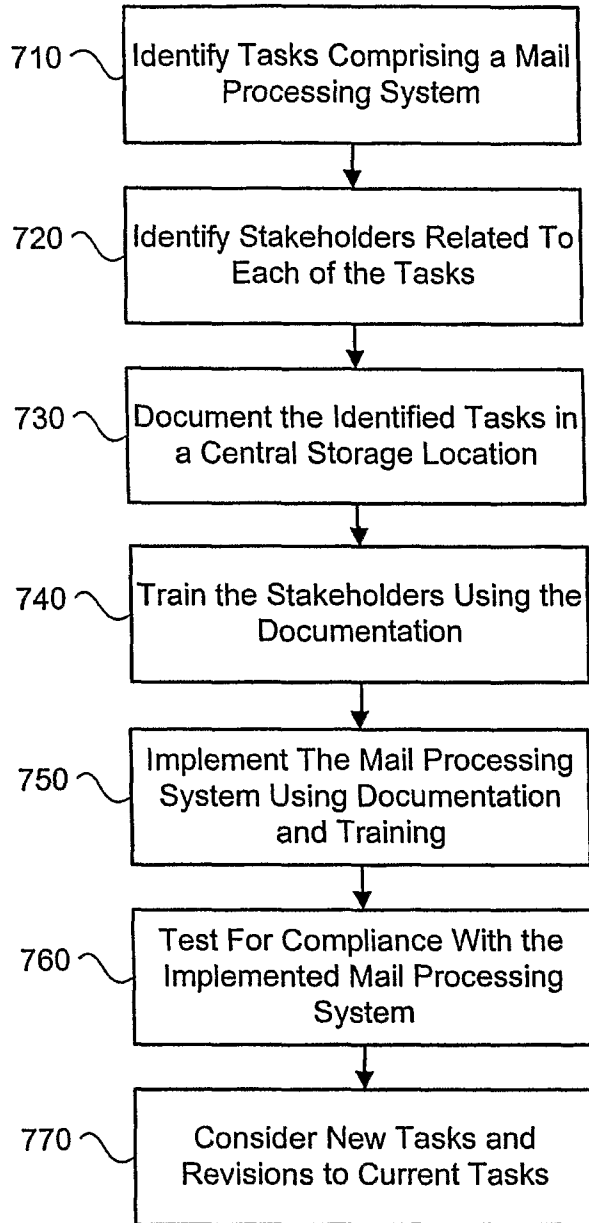 710
Identify Tasks Comprising a Mail
Processing System
720
Identify Stakeholders Related To
Each of the Tasks
730
Document the Identified Tasks in
a Central Storage Location
740
Train the Stakeholders Using the
Documentation
750
Implement The Mail Processing
System Using Documentation
and Training
760
Test For Compliance With the
Implemented Mail Processing
System
770
Consider New Tasks and
Revisions to Current Tasks